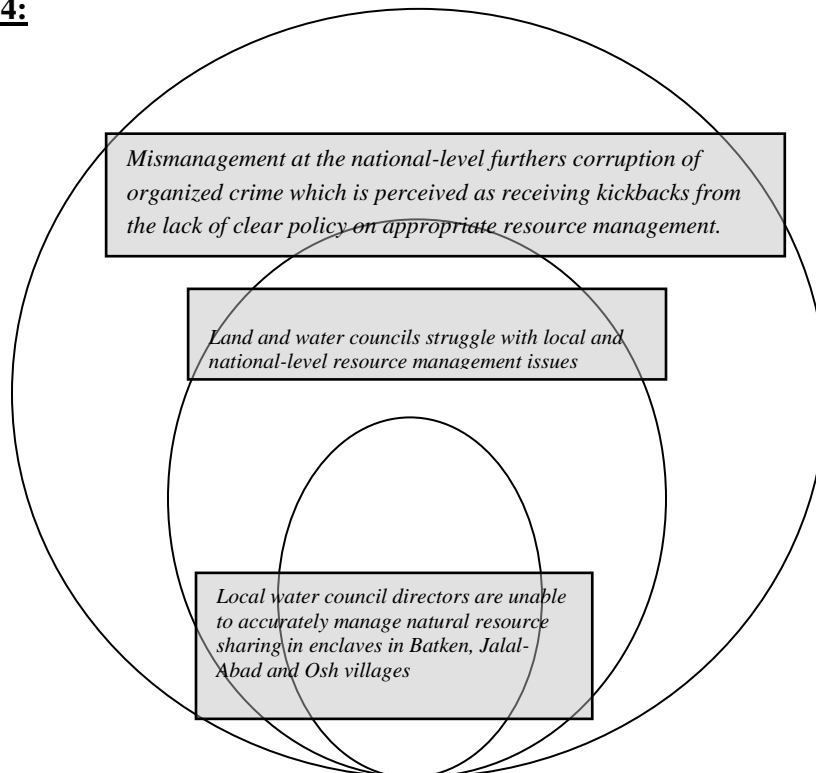 4:
Mismanagement at the national-level furthers corruption of
organized crime which is perceived as receiving kickbacks from
the lack of clear policy on appropriate resource management.
Land and water councils struggle with local and
national-level resource management issues
Local water council directors are unable
to accurately manage natural resource
sharing in enclaves in Batken, Jalal-
Abad and Osh villages